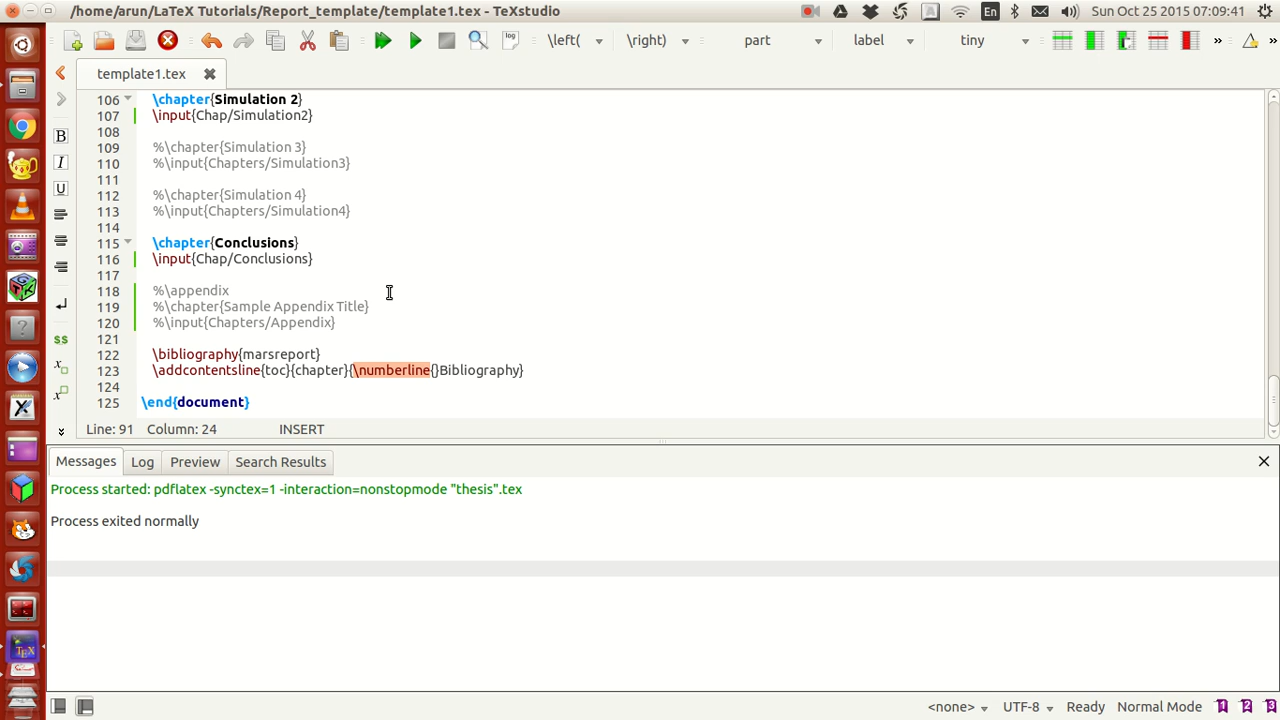 /home/arun/LaTeX Tutorials/Report_template/template1.tex - TeXstudio
En
Sun Oct 25 2015 07:09:41
\left(
\right)
part
label
tiny
»
»
template1.tex
106 \chapter{Simulation 2}
107 \input{Chap/Simulation2}
108
109 %\chapter{Simulation 3}
110 %\input{Chapters/Simulation3}
111
112 %\chapter{Simulation 4}
113 %\input{Chapters/Simulation4}
114
115 \chapter{Conclusions}
116 \input{Chap/Conclusions}
117
118 %\appendix
119 %\chapter{Sample Appendix Title}
120 %\input{Chapters/Appendix}
121
122 \bibliography{marsreport}
123 \addcontentsline{toc}{chapter}{\numberline{}Bibliography}
124
125 \end{document}
B
I
U
$$
Line: 91 Column: 24 INSERT
Messages Log Preview Search Results
Process started: pdflatex -synctex=1 -interaction=nonstopmode "thesis".tex
Process exited normally
<none> UTF-8 Ready Normal Mode 1 2 3